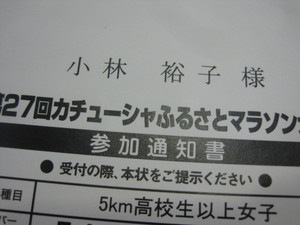 小林 裕子 様
第27回カチューシャふるさとマラソン
参加通知書
● 受付の際、本状をご提示ください ●
種目
5km高校生以上女子